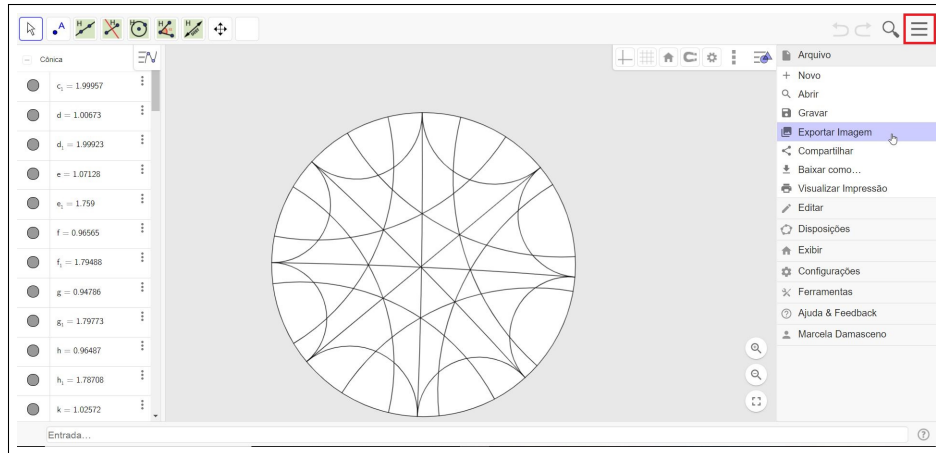 A
H
H
H
H
H
Cônica
c₁ = 1.99957
d = 1.00673
d₁ = 1.99923
e = 1.07128
e₁ = 1.759
f = 0.96565
f₁ = 1.79488
g = 0.94786
g₁ = 1.79773
h = 0.96487
h₁ = 1.78708
k = 1.02572
Entrada...
Arquivo
Novo
Abrir
Gravar
Exportar Imagem
Compartilhar
Baixar como...
Visualizar Impressão
Editar
Disposições
Exibir
Configurações
Ferramentas
Ajuda & Feedback
Marcela Damasceno